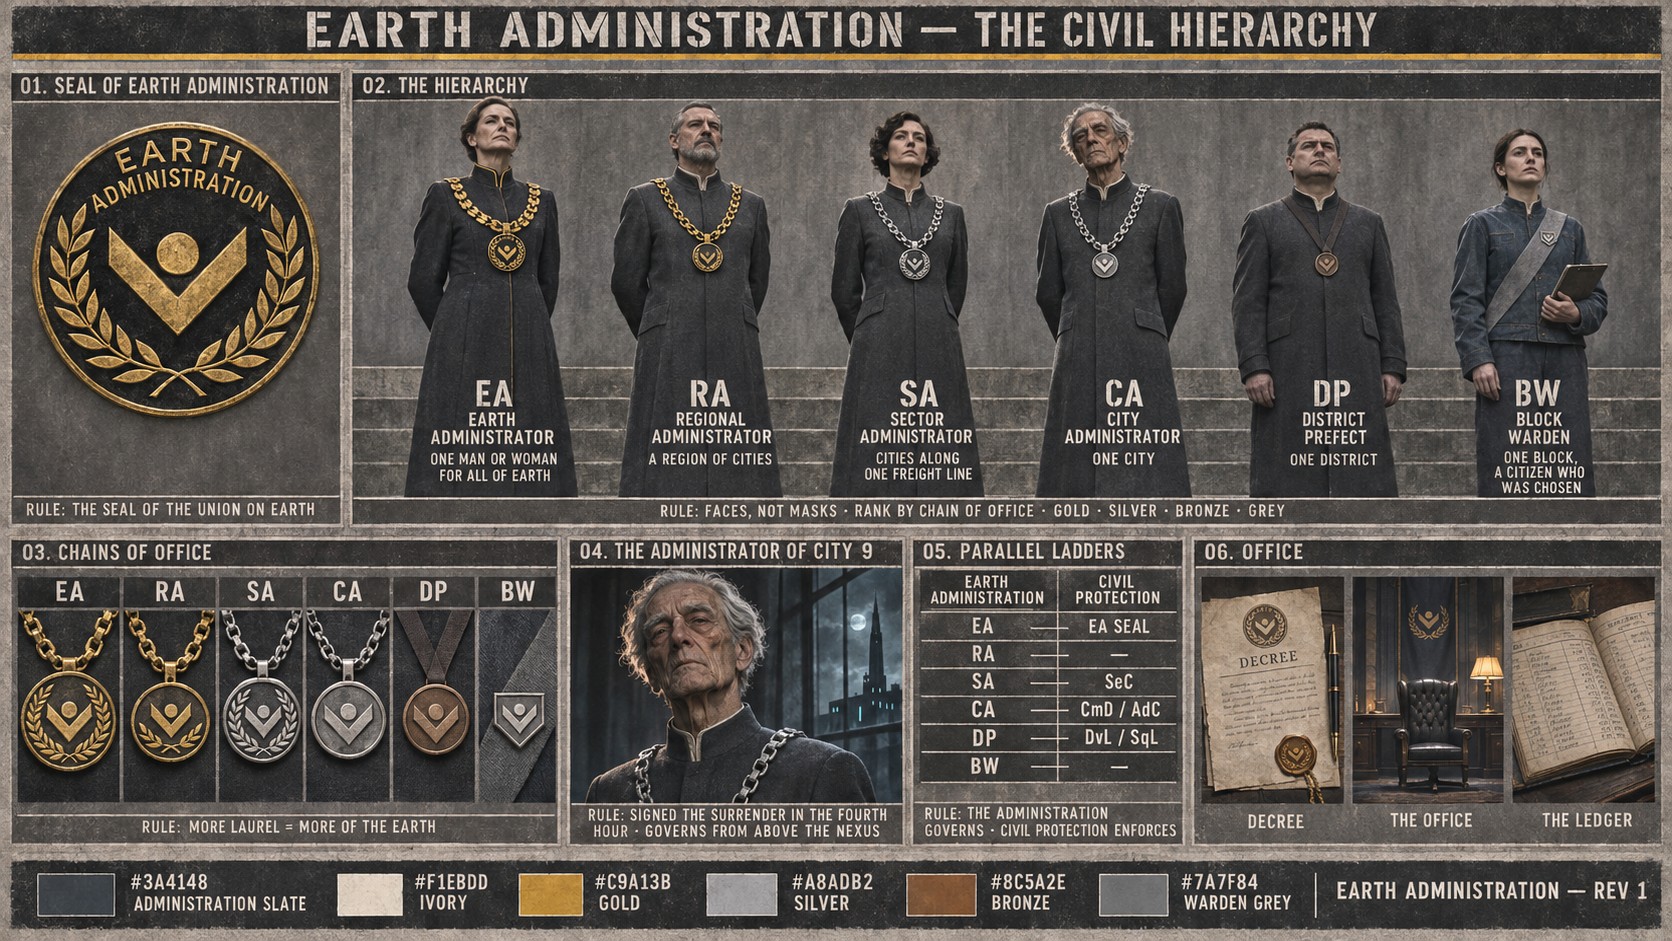 EARTH ADMINISTRATION — THE CIVIL HIERARCHY
01. SEAL OF EARTH ADMINISTRATION
EARTH
ADMINISTRATION
RULE: THE SEAL OF THE UNION ON EARTH
02. THE HIERARCHY
EA
EARTH
ADMINISTRATOR
ONE MAN OR WOMAN
FOR ALL OF EARTH
RA
REGIONAL
ADMINISTRATOR
A REGION OF CITIES
SA
SECTOR
ADMINISTRATOR
CITIES ALONG
ONE FREIGHT LINE
CA
CITY
ADMINISTRATOR
ONE CITY
DP
DISTRICT
PREFECT
ONE DISTRICT
BW
BLOCK
WARDEN
ONE BLOCK,
A CITIZEN WHO
WAS CHOSEN
RULE: FACES, NOT MASKS · RANK BY CHAIN OF OFFICE · GOLD · SILVER · BRONZE · GREY
03. CHAINS OF OFFICE
EA RA SA CA DP BW
RULE: MORE LAUREL = MORE OF THE EARTH
04. THE ADMINISTRATOR OF CITY 9
RULE: SIGNED THE SURRENDER IN THE FOURTH
HOUR · GOVERNS FROM ABOVE THE NEXUS
05. PARALLEL LADDERS
EARTH
ADMINISTRATION
CIVIL
PROTECTION
EA — EA SEAL
RA — —
SA — SeC
CA — CmD / AdC
DP — DvL / SqL
BW — —
RULE: THE ADMINISTRATION
GOVERNS · CIVIL PROTECTION ENFORCES
06. OFFICE
DECREE
DECREE
THE OFFICE
THE LEDGER
#3A4148
ADMINISTRATION SLATE
#F1EBDD
IVORY
#C9A13B
GOLD
#A8ADB2
SILVER
#8C5A2E
BRONZE
#7A7F84
WARDEN GREY
EARTH ADMINISTRATION — REV 1